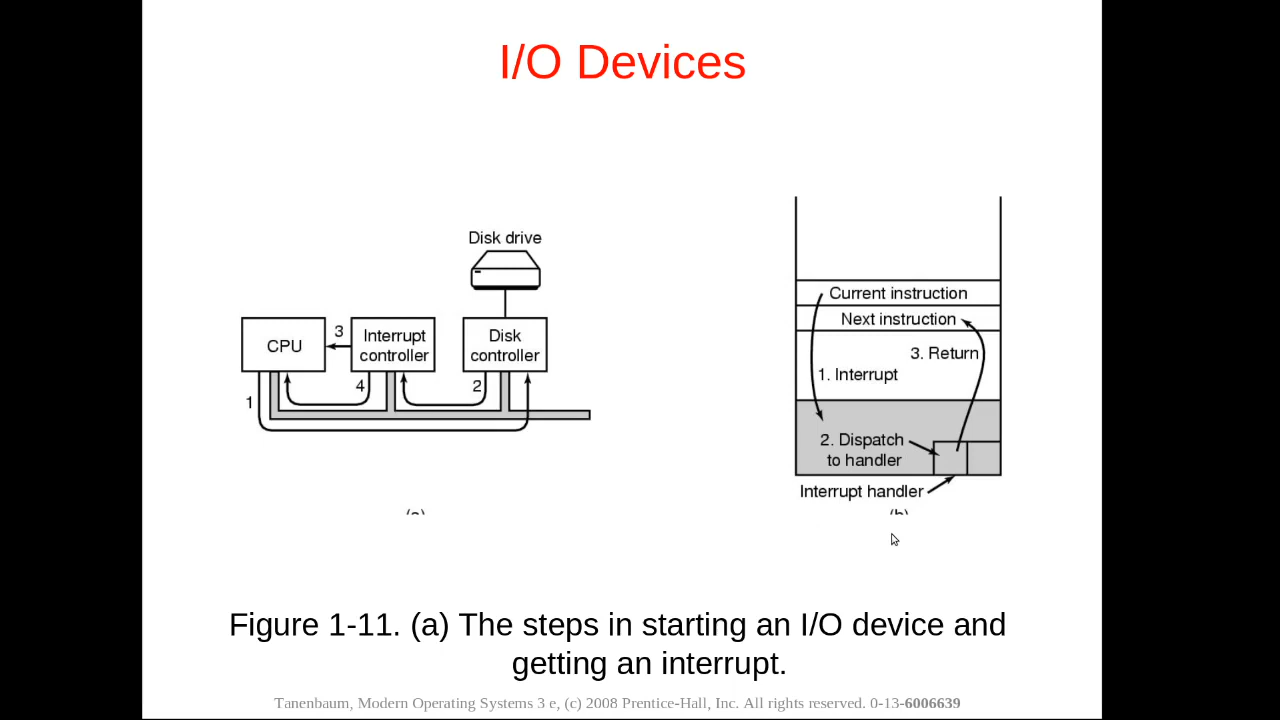 I/O Devices
Disk drive
CPU
3
Interrupt
controller
Disk
controller
1
4
2
Current instruction
Next instruction
3. Return
1. Interrupt
2. Dispatch
to handler
Interrupt handler
Figure 1-11. (a) The steps in starting an I/O device and
getting an interrupt.
Tanenbaum, Modern Operating Systems 3 e, (c) 2008 Prentice-Hall, Inc. All rights reserved. 0-13-6006639